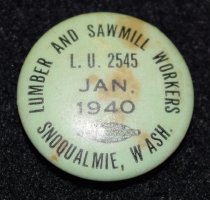 LUMBER AND SAWMILL WORKERS
L. U. 2545
JAN.
1940
SNOQUALMIE, WASH.